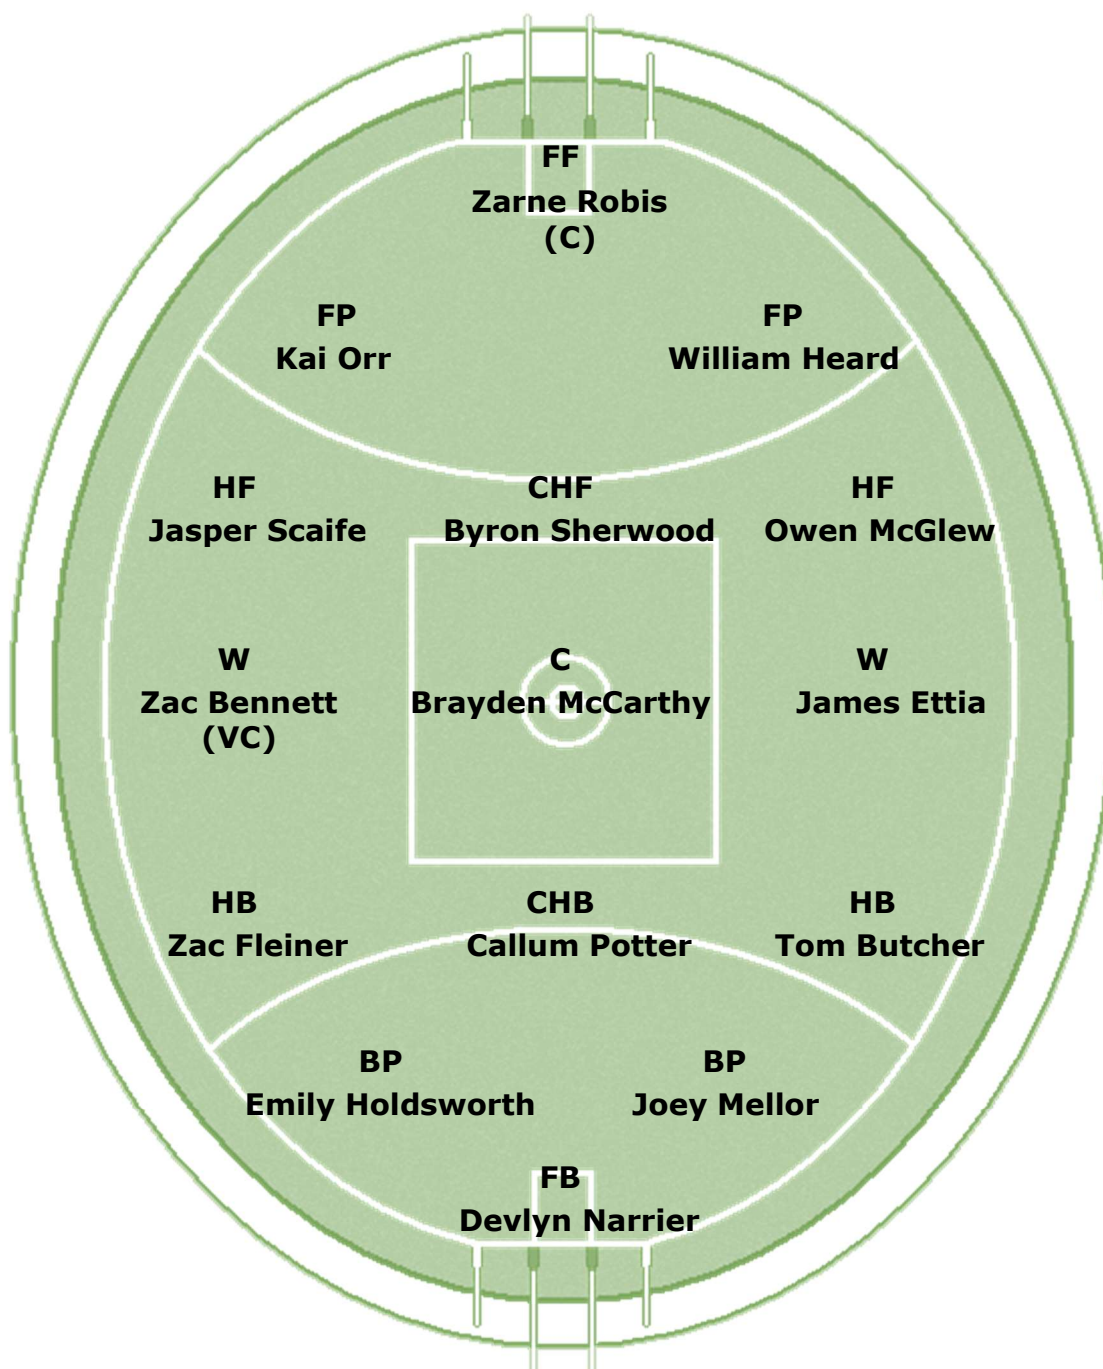 FF
Zarne Robis
(C)
FP FP
Kai Orr William Heard
HF CHF HF
Jasper Scaife Byron Sherwood Owen McGlew
W C W
Zac Bennett Brayden McCarthy James Ettia
(VC)
HB CHB HB
Zac Fleiner Callum Potter Tom Butcher
BP BP
Emily Holdsworth Joey Mellor
FB
Devlyn Narrier